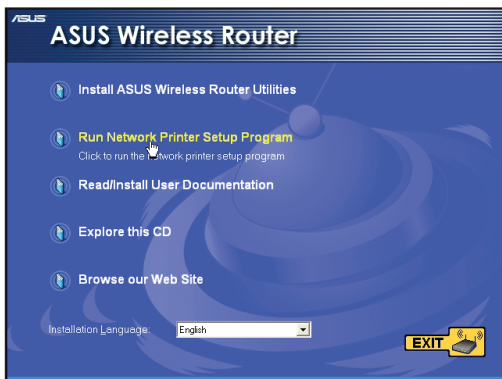 ASUS
ASUS Wireless Router
Install ASUS Wireless Router Utilities
Run Network Printer Setup Program
Click to run the network printer setup program
Read/Install User Documentation
Explore this CD
Browse our Web Site
Installation Language: English
EXIT